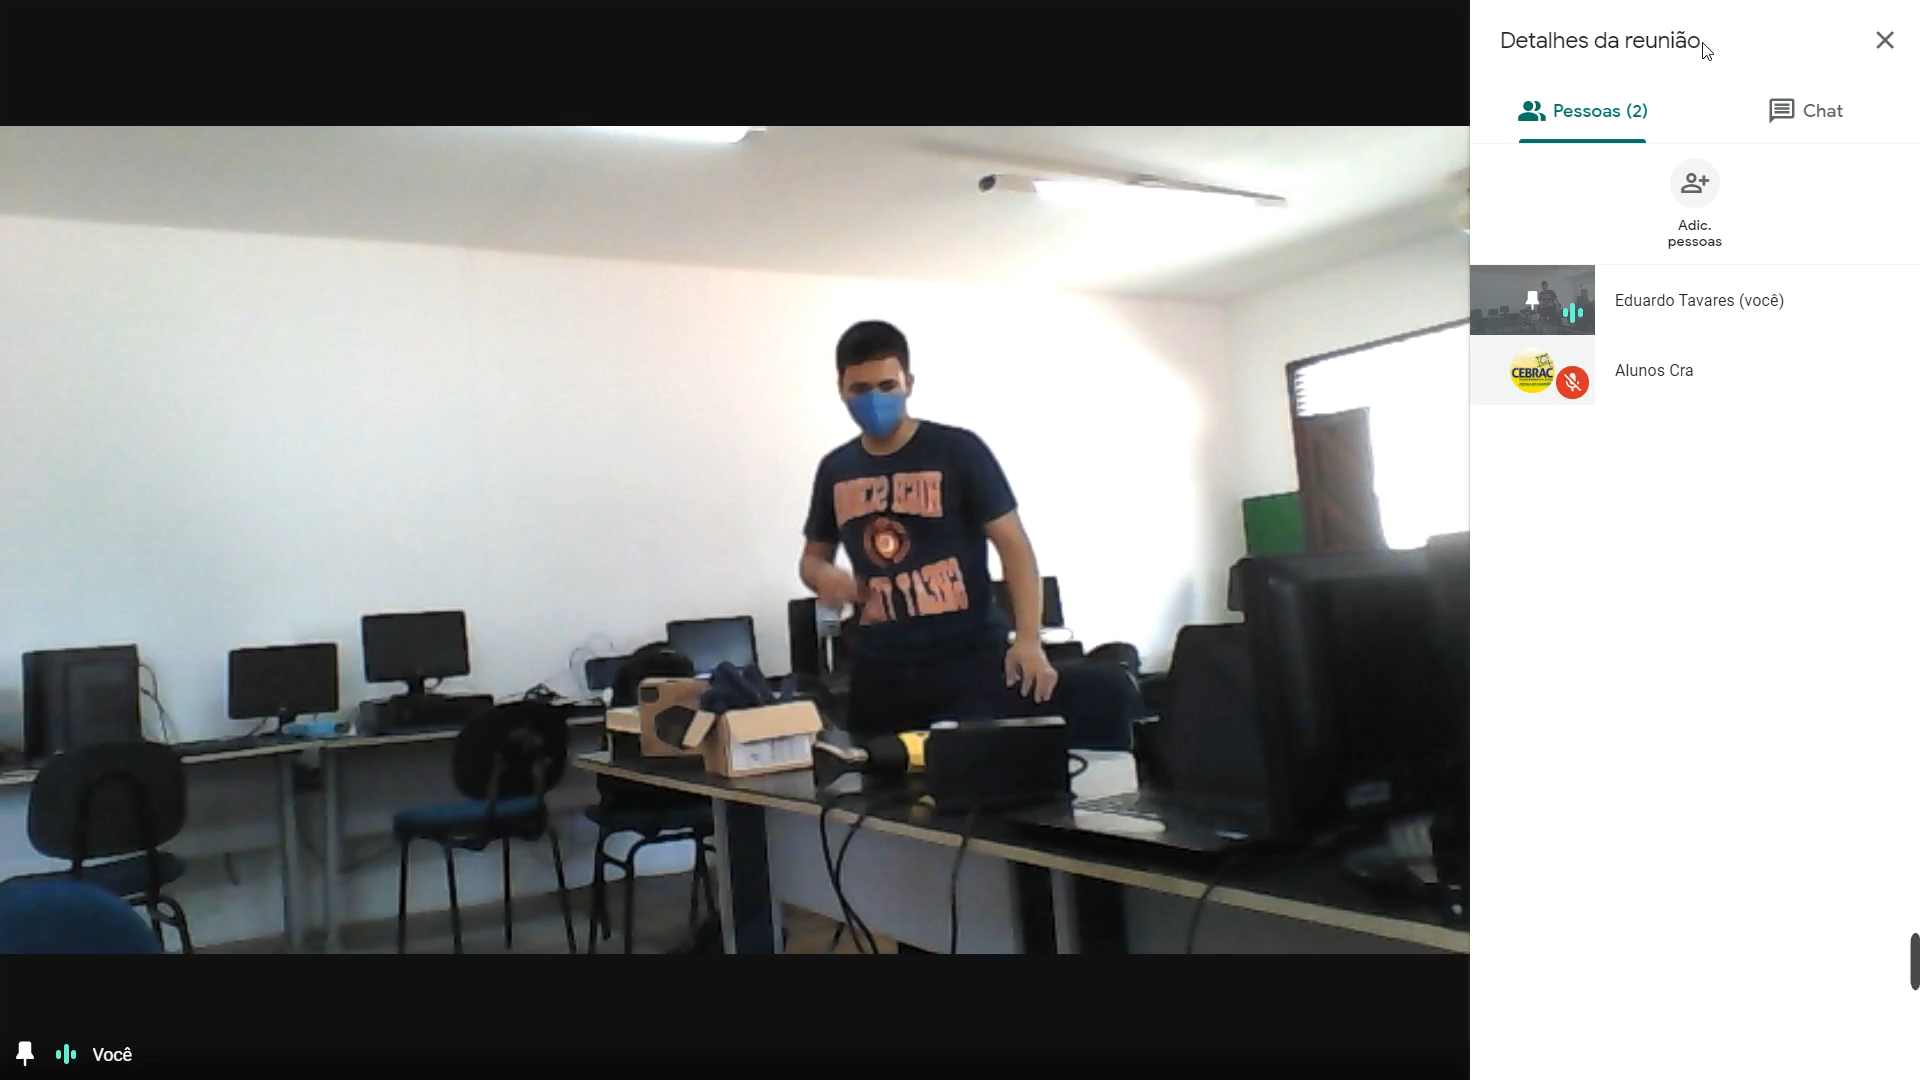 Detalhes da reunião
Pessoas (2)
Chat
Adic.
pessoas
Eduardo Tavares (você)
CEBRAC
Alunos Cra
Você